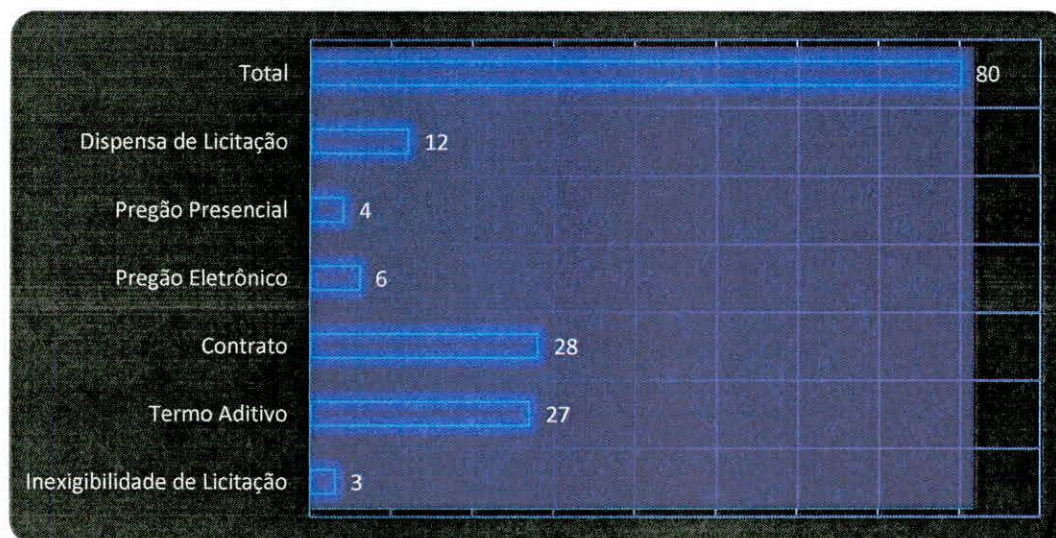 Total 80
Dispensa de Licitação 12
Pregão Presencial 4
Pregão Eletrônico 6
Contrato 28
Termo Aditivo 27
Inexigibilidade de Licitação 3